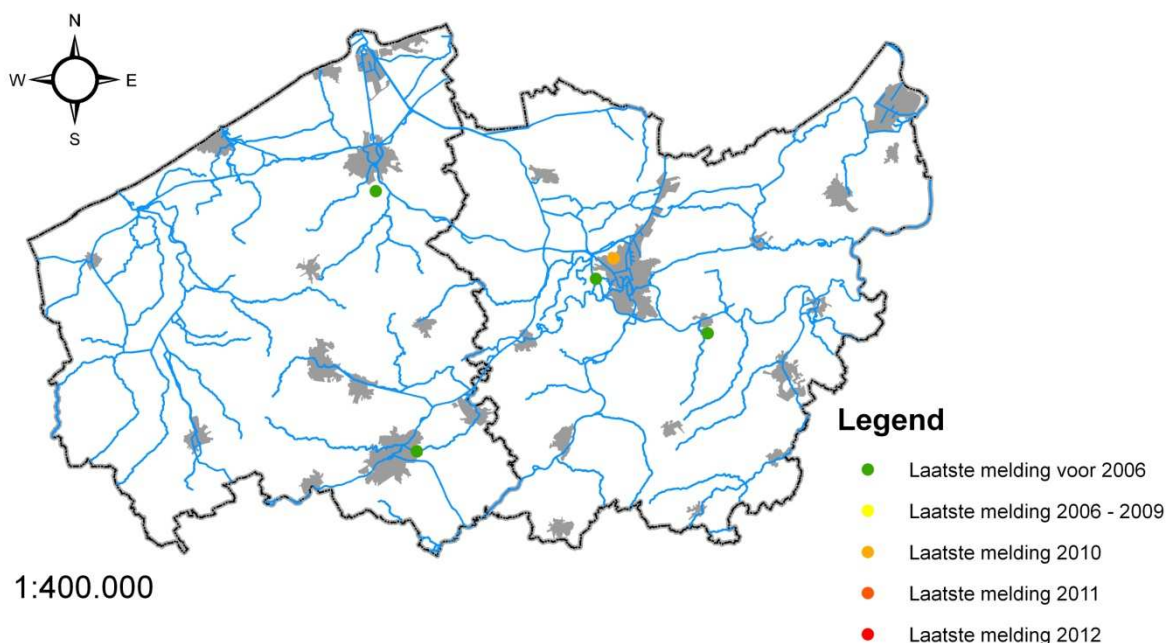 N
W E
S
Legend
Laatste melding voor 2006
Laatste melding 2006 - 2009
Laatste melding 2010
Laatste melding 2011
Laatste melding 2012
1:400.000